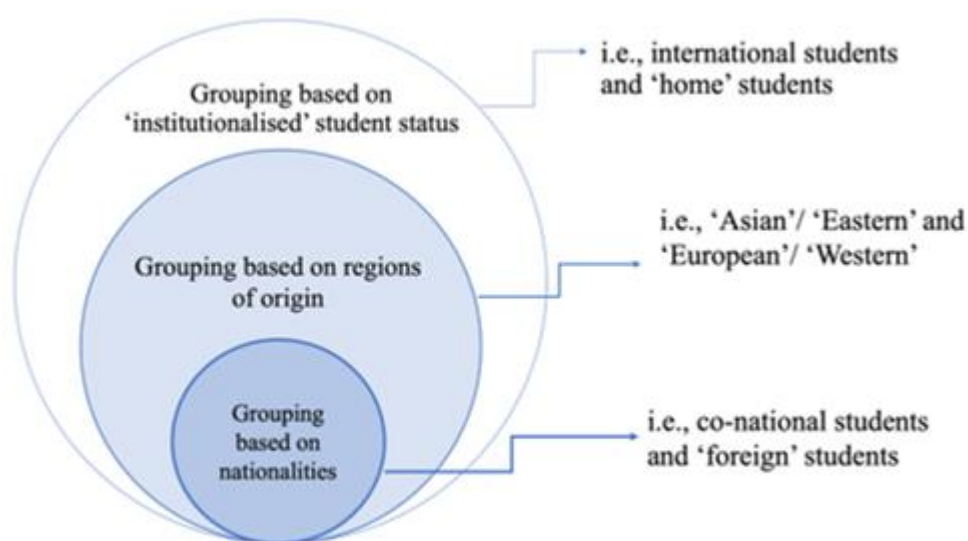 Grouping based on
‘institutionalised’ student status
i.e., international students
and ‘home’ students
Grouping based on regions
of origin
i.e., ‘Asian’/ ‘Eastern’ and
‘European’/ ‘Western’
Grouping
based on
nationalities
i.e., co-national students
and ‘foreign’ students